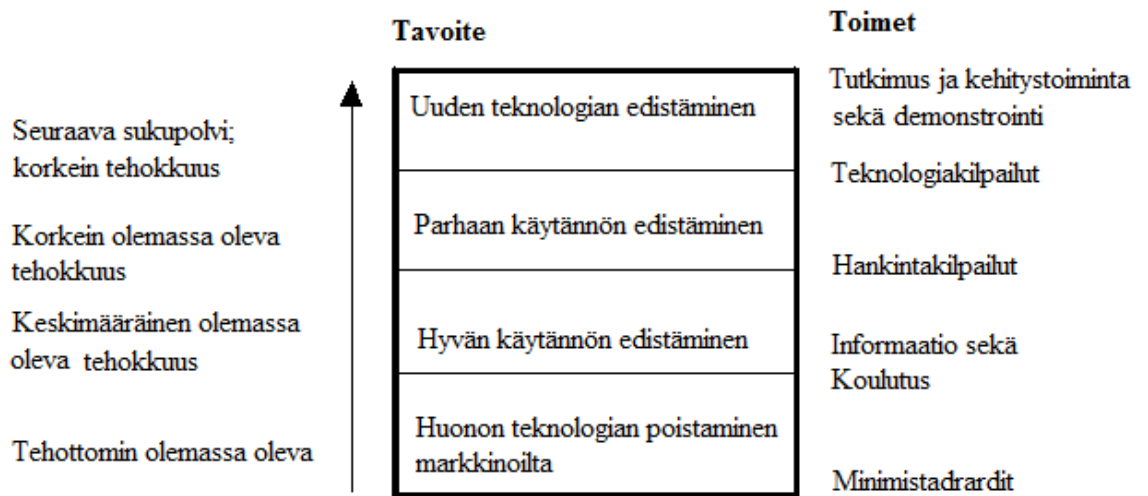 Tavoite
Toimet
Seuraava sukupolvi;
korkein tehokkuus
Korkein olemassa oleva
tehokkuus
Keskimääräinen olemassa
oleva tehokkuus
Tehottomin olemassa oleva
Uuden teknologian edistäminen
Parhaan käytännön edistäminen
Hyvän käytännön edistäminen
Huonon teknologian poistaminen
markkinoilta
Tutkimus ja kehitystoiminta
sekä demonstrointi
Teknologiakilpailut
Hankintakilpailut
Informaatio sekä
Koulutus
Minimistadrardit